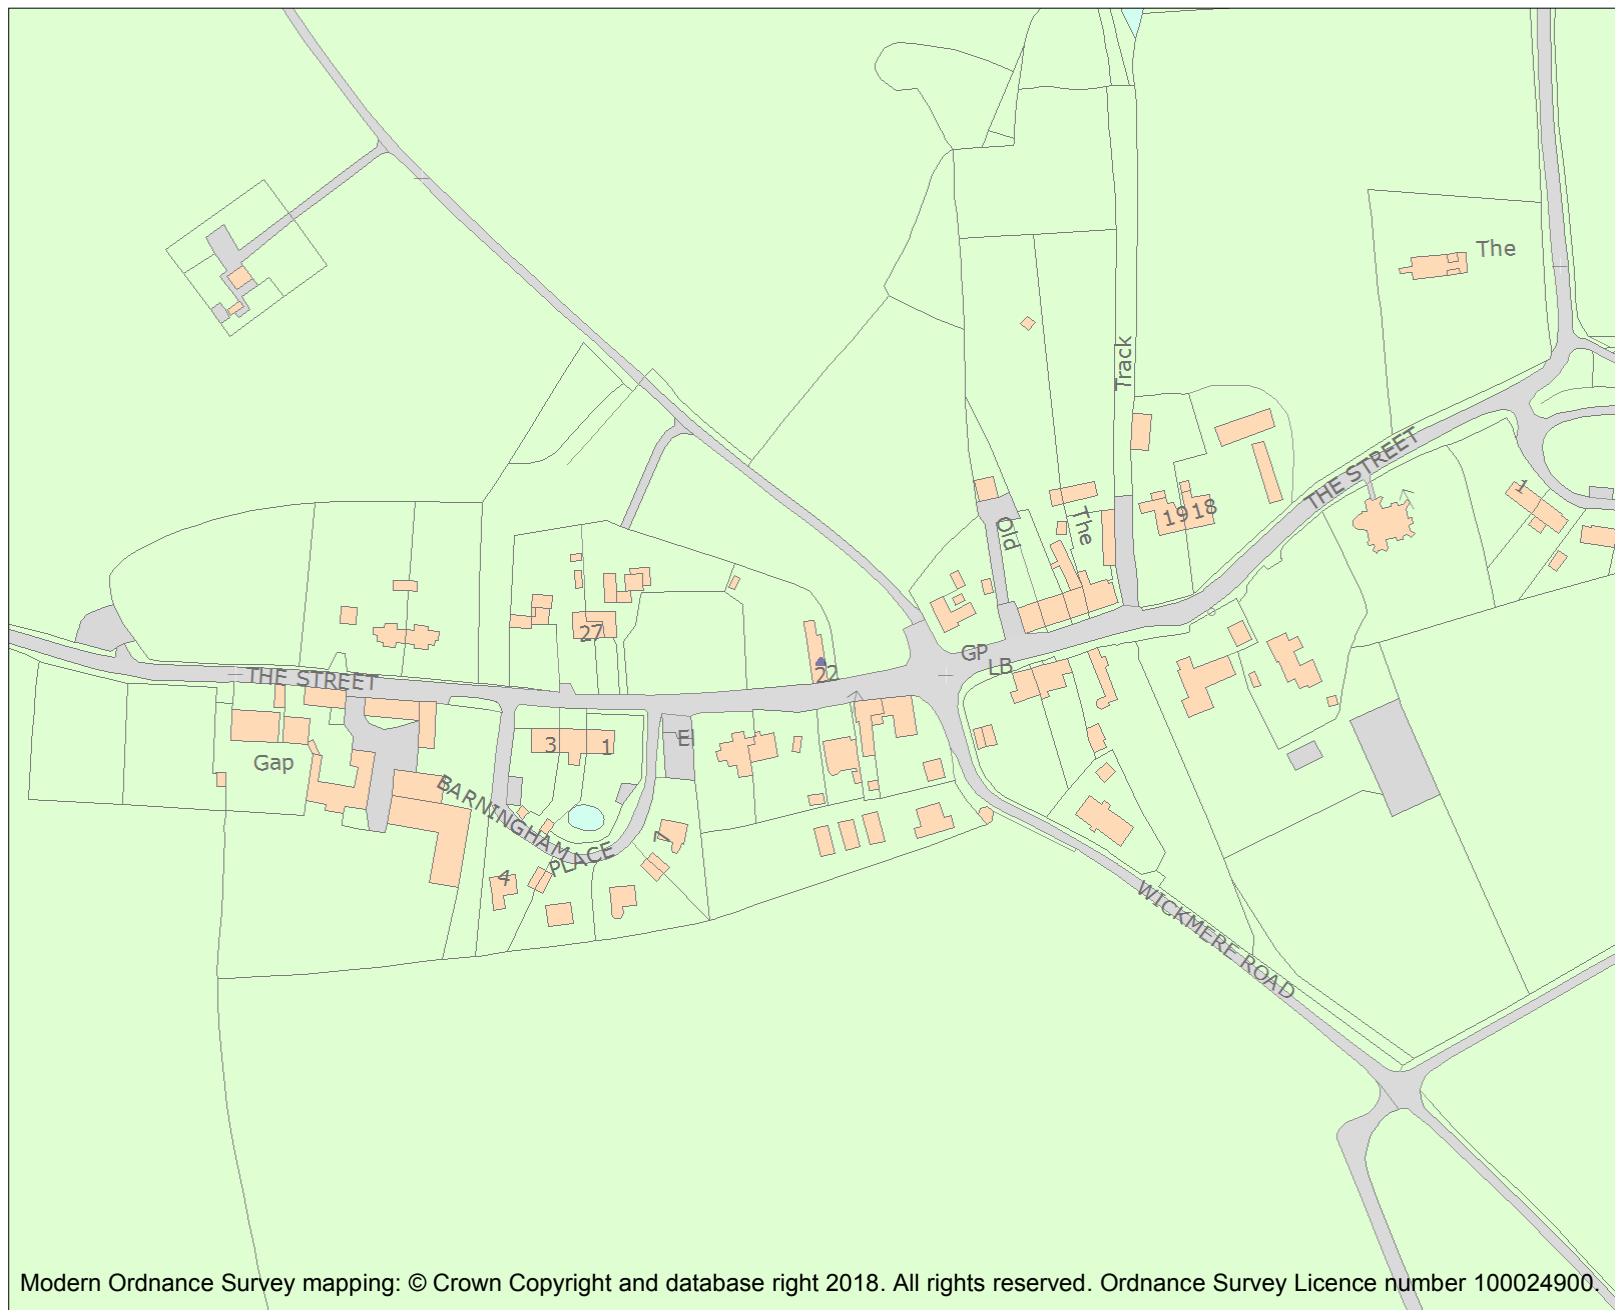 The
Track
THE STREET
1
1918
Old
The
27
GP
LB
22
THE STREET
3
1
El
Gap
BARNINGHAM
PLACE
7
4
WICKMERE ROAD
Modern Ordnance Survey mapping: © Crown Copyright and database right 2018. All rights reserved. Ordnance Survey Licence number 100024900.